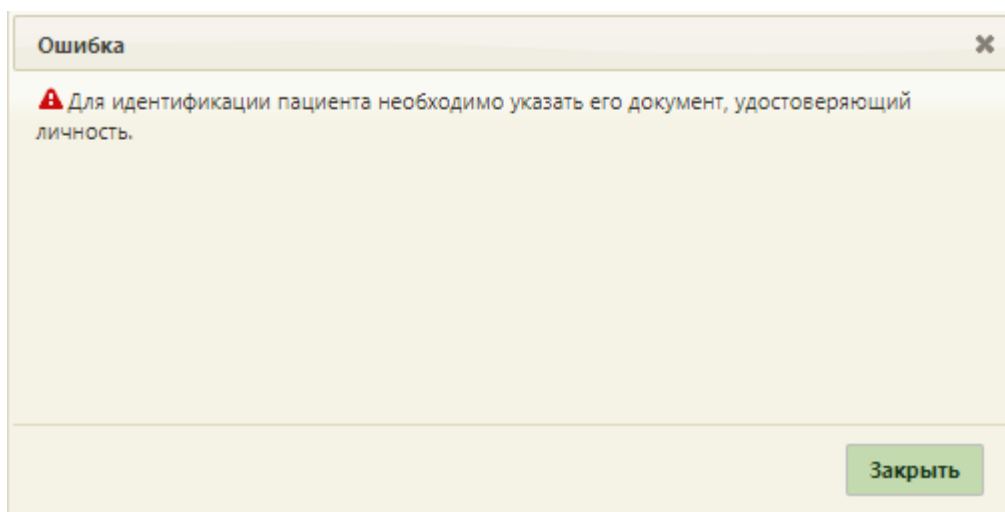 Ошибка
Для идентификации пациента необходимо указать его документ, удостоверяющий
личность.
Закрыть